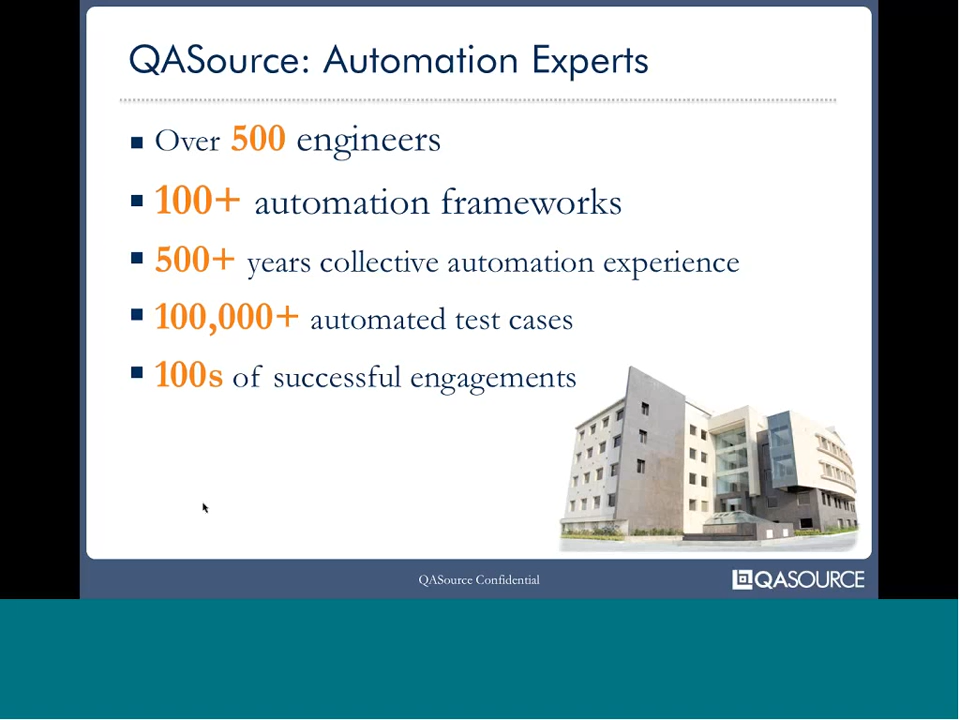 QASource: Automation Experts
Over 500 engineers
100+ automation frameworks
500+ years collective automation experience
100,000+ automated test cases
100s of successful engagements
QASource Confidential
QASOURCE